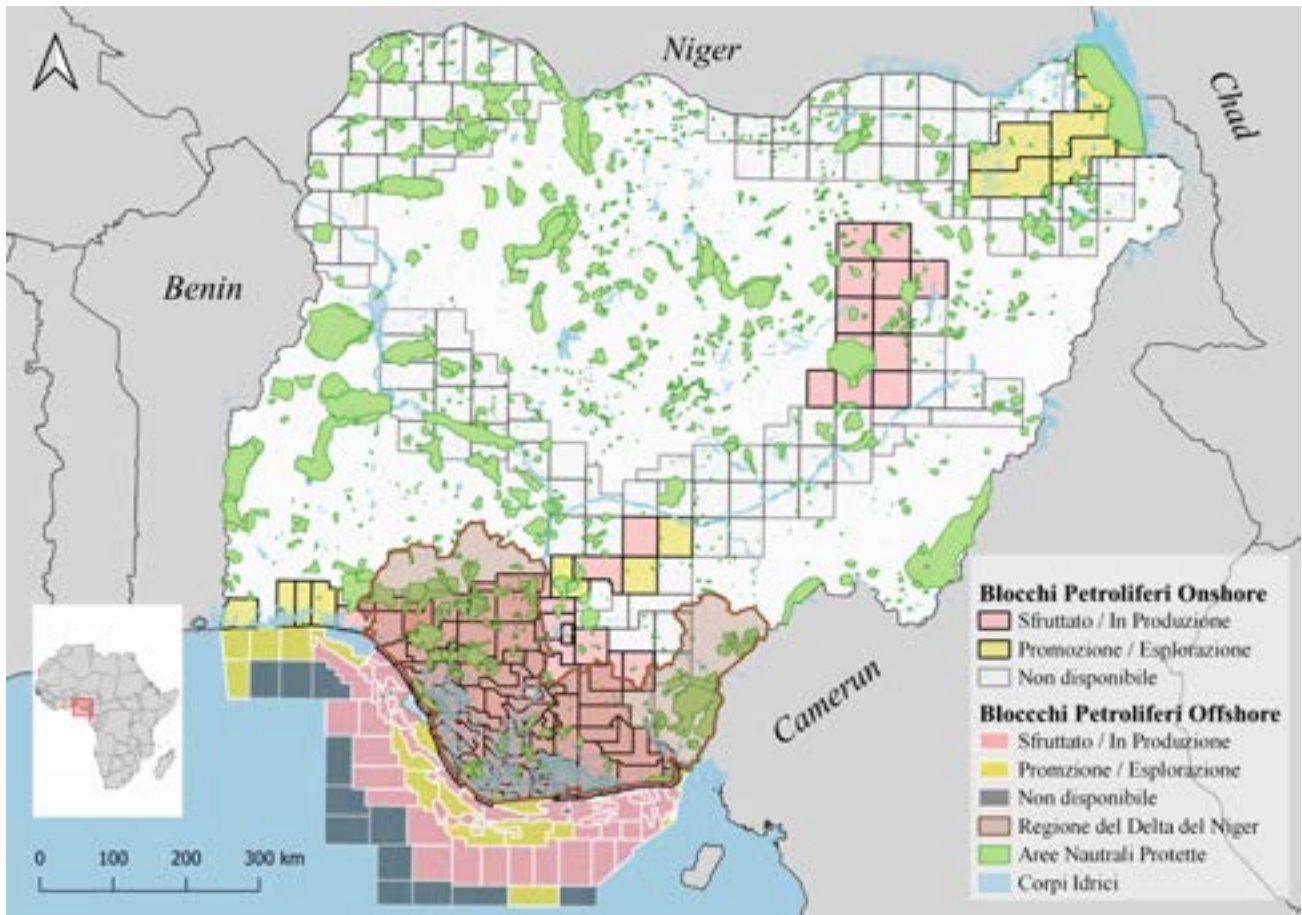 Niger
Chad
Benin
Camerun
Blocchi Petroliferi Onshore
Sfruttato / In Produzione
Promozione / Esplorazione
Non disponibile
Bloccchi Petroliferi Offshore
Sfruttato / In Produzione
Promzione / Esplorazione
Non disponibile
Regione del Delta del Niger
Aree Nautrali Protette
Corpi Idrici
0 100 200 300 km